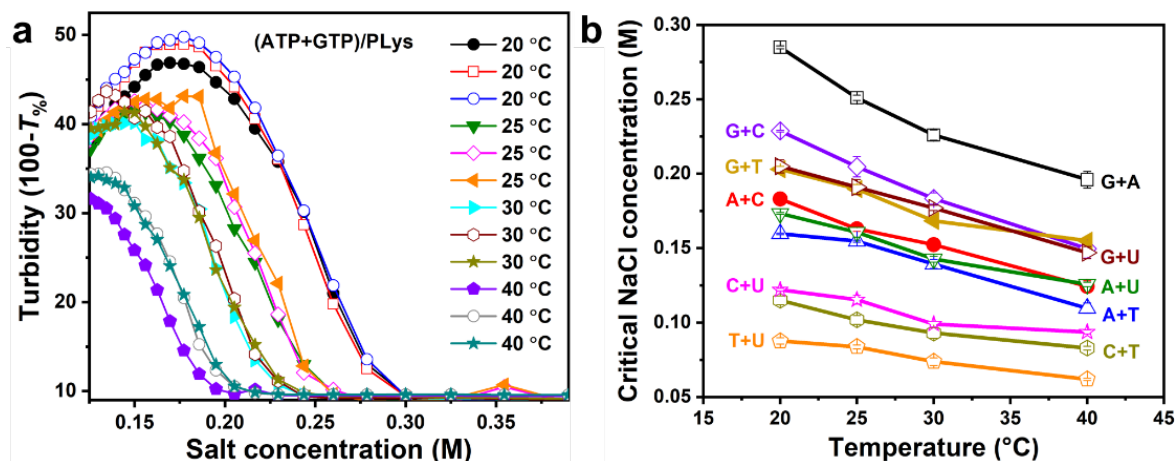 a
(ATP+GTP)/PLys
Turbidity (100-T%)
50
40
30
20
10
0.15
0.20
0.25
0.30
0.35
Salt concentration (M)
20 °C
20 °C
20 °C
25 °C
25 °C
25 °C
30 °C
30 °C
30 °C
40 °C
40 °C
40 °C
b
Critical NaCl concentration (M)
0.30
0.25
0.20
0.15
0.10
0.05
15
20
25
30
35
40
45
Temperature (°C)
G+A
G+C
G+T
A+C
G+U
A+U
A+T
C+U
C+T
T+U